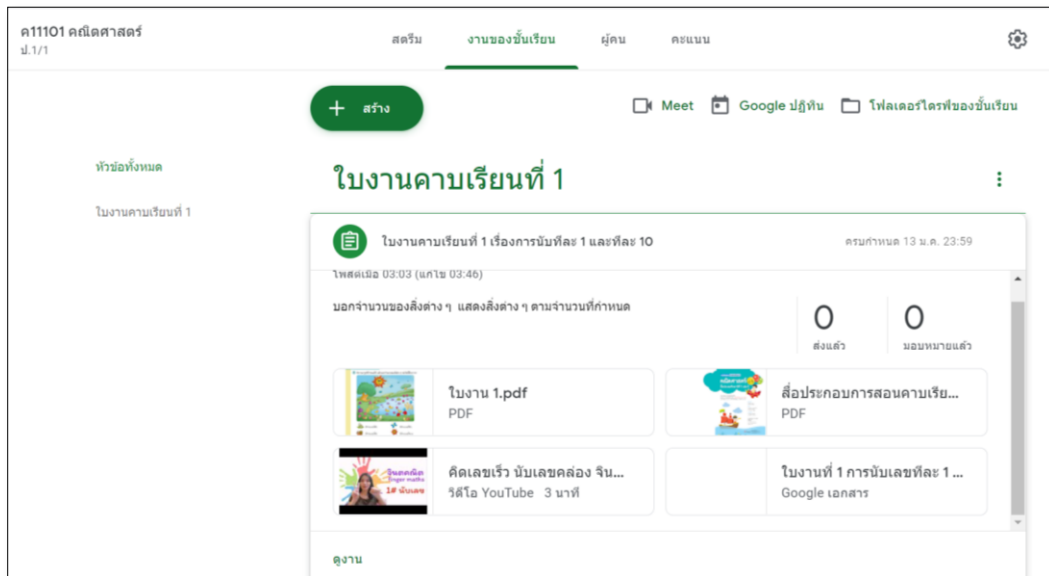 ค11101 คณิตศาสตร์
ป.1/1
สตรีม
งานของชั้นเรียน
ผู้คน
คะแนน
+ สร้าง
Meet
Google ปฏิทิน
โฟลเดอร์ไดรฟ์ของชั้นเรียน
หัวข้อทั้งหมด
ใบงานคาบเรียนที่ 1
ใบงานคาบเรียนที่ 1
ใบงานคาบเรียนที่ 1 เรื่องการนับทีละ 1 และทีละ 10
ครบกำหนด 13 ม.ค. 23:59
โพสต์เมื่อ 03:03 (แก้ไข 03:46)
บอกจำนวนของสิ่งต่าง ๆ แสดงสิ่งต่าง ๆ ตามจำนวนที่กำหนด
0
ส่งแล้ว
0
มอบหมายแล้ว
ใบงาน 1.pdf
PDF
สื่อประกอบการสอนคาบเรีย...
PDF
จินตคณิต
finger maths
1# นับเลข
คิดเลขเร็ว นับเลขคล่อง จิน...
วิดีโอ YouTube 3 นาที
ใบงานที่ 1 การนับเลขทีละ 1 ...
Google เอกสาร
ดูงาน